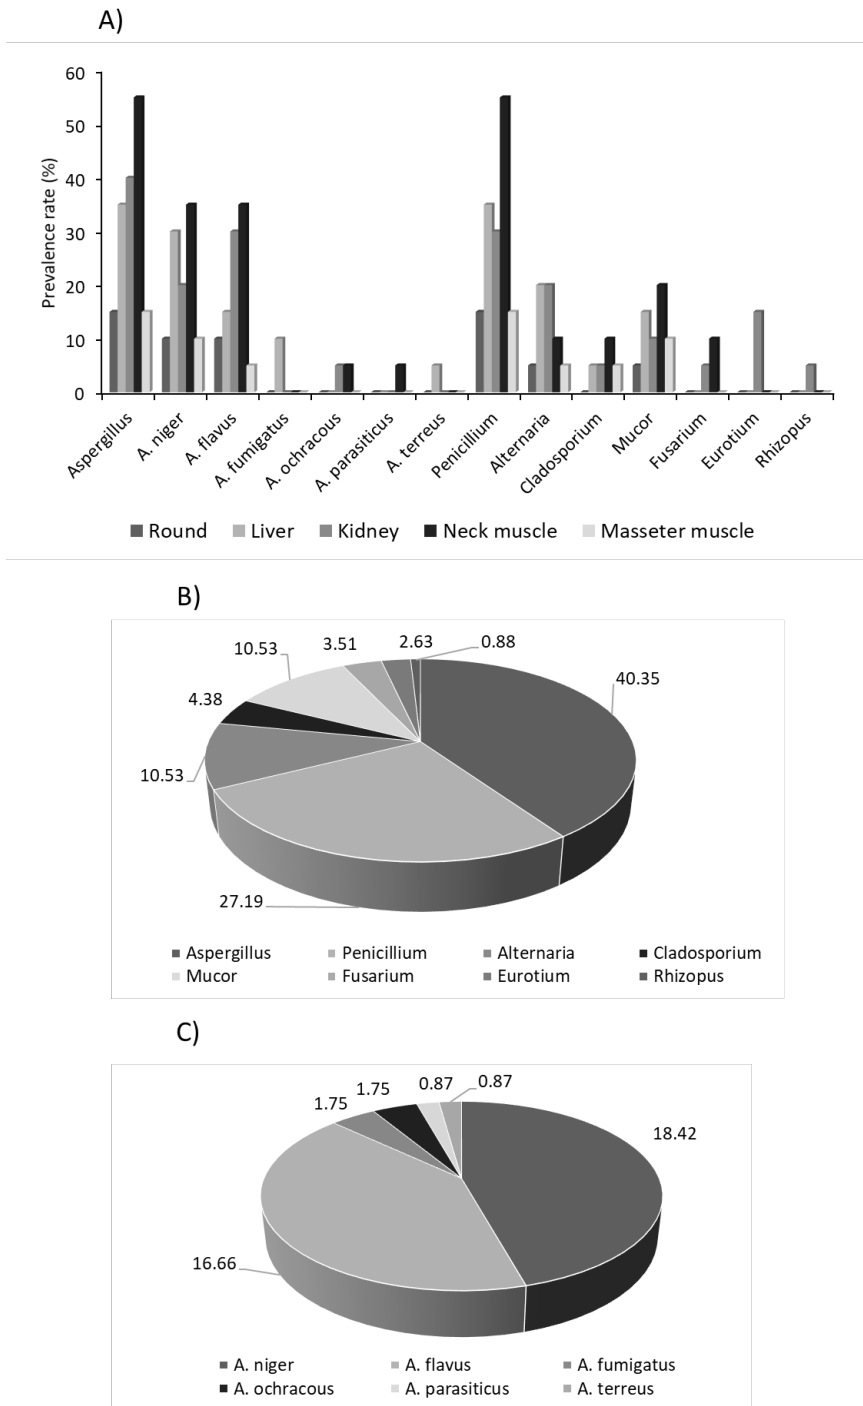 A)
60
50
40
30
20
10
0
Prevalence rate (%)
Aspergillus
A. niger
A. flavus
A. fumigatus
A. ochracous
A. parasiticus
A. terreus
Penicillium
Alternaria
Cladosporium
Mucor
Fusarium
Eurotium
Rhizopus
Round Liver Kidney Neck muscle Masseter muscle
B)
10.53 3.51 2.63 0.88
40.35
4.38
10.53
27.19
Aspergillus Penicillium Alternaria Cladosporium
Mucor Fusarium Eurotium Rhizopus
C)
1.75 1.75 0.87 0.87
18.42
16.66
A. niger A. flavus A. fumigatus
A. ochracous A. parasiticus A. terreus